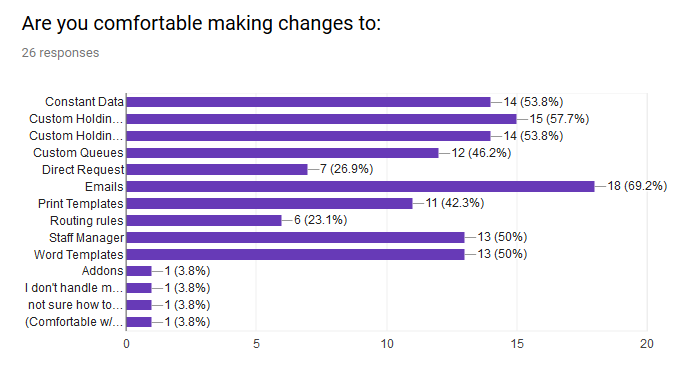 Are you comfortable making changes to:
26 responses
Constant Data 14 (53.8%)
Custom Holdin... 15 (57.7%)
Custom Holdin... 14 (53.8%)
Custom Queues 12 (46.2%)
Direct Request 7 (26.9%)
Emails 18 (69.2%)
Print Templates 11 (42.3%)
Routing rules 6 (23.1%)
Staff Manager 13 (50%)
Word Templates 13 (50%)
Addons 1 (3.8%)
I don't handle m... 1 (3.8%)
not sure how to... 1 (3.8%)
(Comfortable w/... 1 (3.8%)
0 5 10 15 20